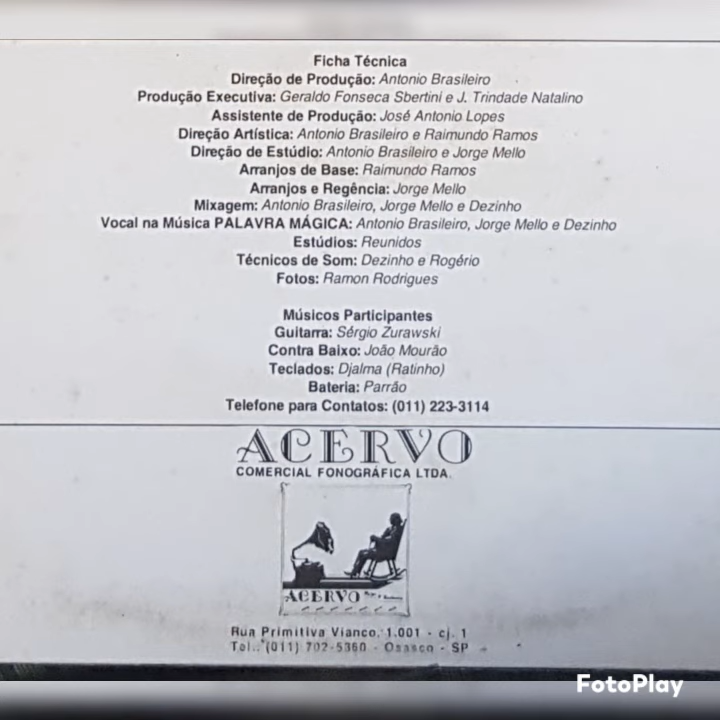 Ficha Técnica
Direção de Produção: Antonio Brasileiro
Produção Executiva: Geraldo Fonseca Sbertini e J. Trindade Natalino
Assistente de Produção: José Antonio Lopes
Direção Artística: Antonio Brasileiro e Raimundo Ramos
Direção de Estúdio: Antonio Brasileiro e Jorge Mello
Arranjos de Base: Raimundo Ramos
Arranjos e Regência: Jorge Mello
Mixagem: Antonio Brasileiro, Jorge Mello e Dezinho
Vocal na Música PALAVRA MÁGICA: Antonio Brasileiro, Jorge Mello e Dezinho
Estúdios: Reunidos
Técnicos de Som: Dezinho e Rogério
Fotos: Ramon Rodrigues
Músicos Participantes
Guitarra: Sérgio Zurawski
Contra Baixo: João Mourão
Teclados: Djalma (Ratinho)
Bateria: Parrão
Telefone para Contatos: (011) 223-3114
ACERVO
COMERCIAL FONOGRÁFICA LTDA.
ACERVO
Rua Primitiva Vianco, 1.001 - cj. 1
Tel.: (011) 702-5360 - Osasco - SP
FotoPlay